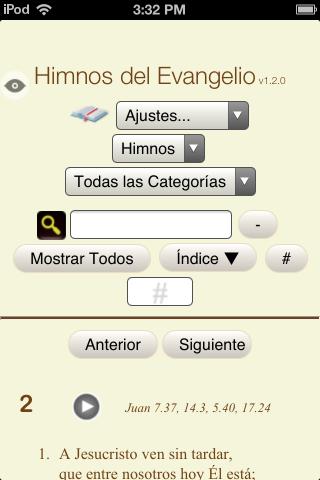 iPod 3:32 PM
Himnos del Evangelio v1.2.0
Ajustes...
Himnos
Todas las Categorías
-
Mostrar Todos Índice ▼ #
#
Anterior Siguiente
2 Juan 7.37, 14.3, 5.40, 17.24
1. A Jesucristo ven sin tardar,
que entre nosotros hoy Él está;